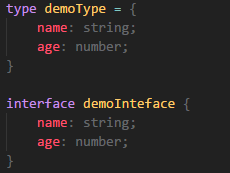 type demoType = {
    name: string;
    age: number;
}
interface demoInteface {
    name: string;
    age: number;
}